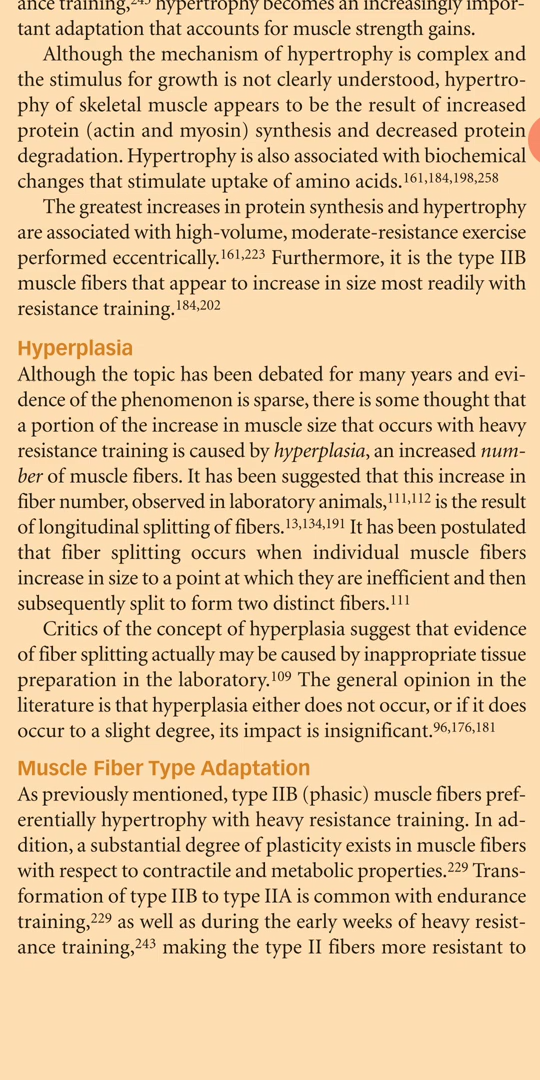 ance training,243 hypertrophy becomes an increasingly impor-
tant adaptation that accounts for muscle strength gains.
Although the mechanism of hypertrophy is complex and
the stimulus for growth is not clearly understood, hypertro-
phy of skeletal muscle appears to be the result of increased
protein (actin and myosin) synthesis and decreased protein
degradation. Hypertrophy is also associated with biochemical
changes that stimulate uptake of amino acids.161,184,198,258
The greatest increases in protein synthesis and hypertrophy
are associated with high-volume, moderate-resistance exercise
performed eccentrically.161,223 Furthermore, it is the type IIB
muscle fibers that appear to increase in size most readily with
resistance training.184,202
Hyperplasia
Although the topic has been debated for many years and evi-
dence of the phenomenon is sparse, there is some thought that
a portion of the increase in muscle size that occurs with heavy
resistance training is caused by hyperplasia, an increased num-
ber of muscle fibers. It has been suggested that this increase in
fiber number, observed in laboratory animals,111,112 is the result
of longitudinal splitting of fibers.13,134,191 It has been postulated
that fiber splitting occurs when individual muscle fibers
increase in size to a point at which they are inefficient and then
subsequently split to form two distinct fibers.111
Critics of the concept of hyperplasia suggest that evidence
of fiber splitting actually may be caused by inappropriate tissue
preparation in the laboratory.109 The general opinion in the
literature is that hyperplasia either does not occur, or if it does
occur to a slight degree, its impact is insignificant.96,176,181
Muscle Fiber Type Adaptation
As previously mentioned, type IIB (phasic) muscle fibers pref-
erentially hypertrophy with heavy resistance training. In ad-
dition, a substantial degree of plasticity exists in muscle fibers
with respect to contractile and metabolic properties.229 Trans-
formation of type IIB to type IIA is common with endurance
training,229 as well as during the early weeks of heavy resist-
ance training,243 making the type II fibers more resistant to